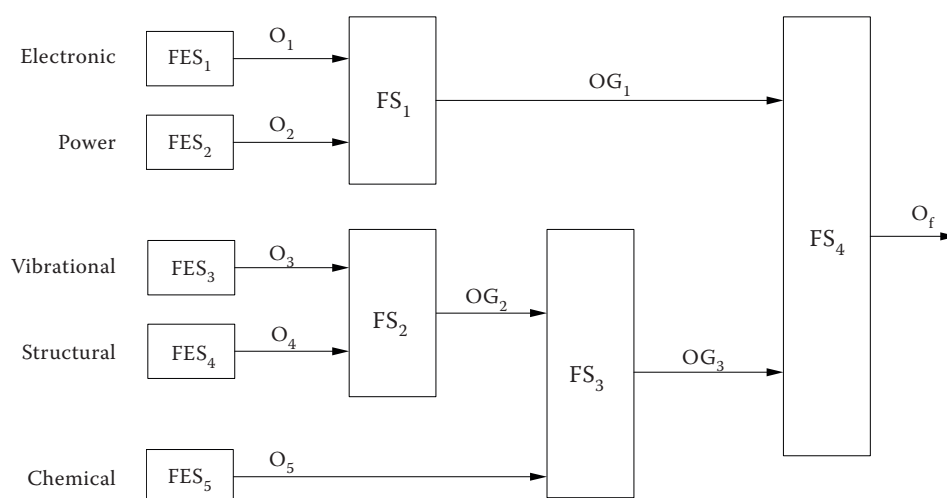 Electronic FES₁ O₁
FS₁ OG₁
Power FES₂ O₂
FS₄ O_f
Vibrational FES₃ O₃
FS₂ OG₂
Structural FES₄ O₄
FS₃ OG₃
Chemical FES₅ O₅